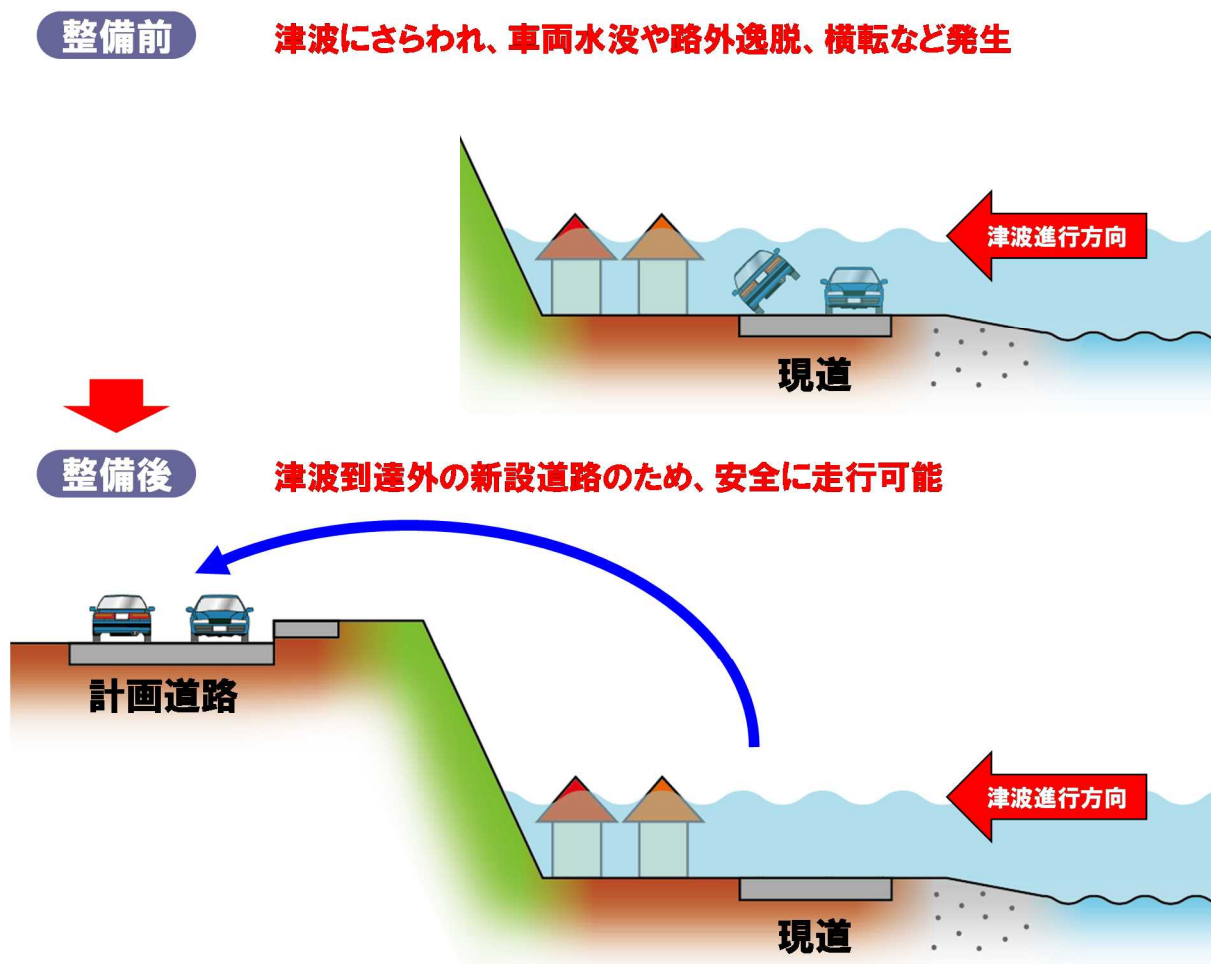 整備前
津波にさらわれ、車両水没や路外逸脱、横転など発生
津波進行方向
現道
整備後
津波到達外の新設道路のため、安全に走行可能
計画道路
津波進行方向
現道